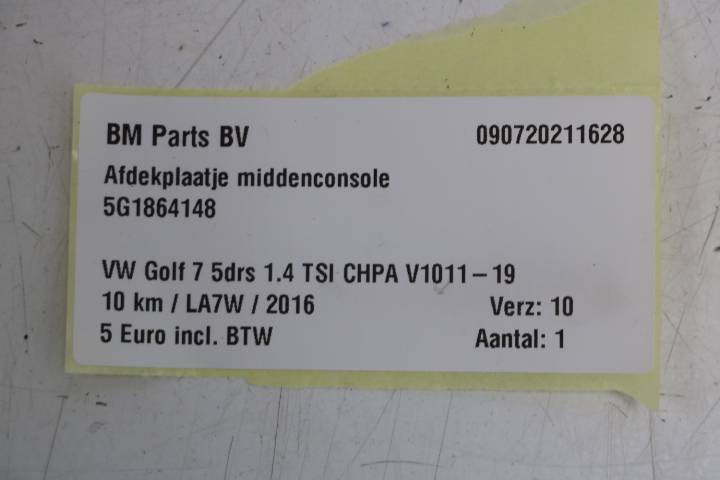 BM Parts BV 090720211628
Afdekplaatje middenconsole
5G1864148
VW Golf 7 5drs 1.4 TSI CHPA V1011-19
10 km / LA7W / 2016 Verz: 10
5 Euro incl. BTW Aantal: 1